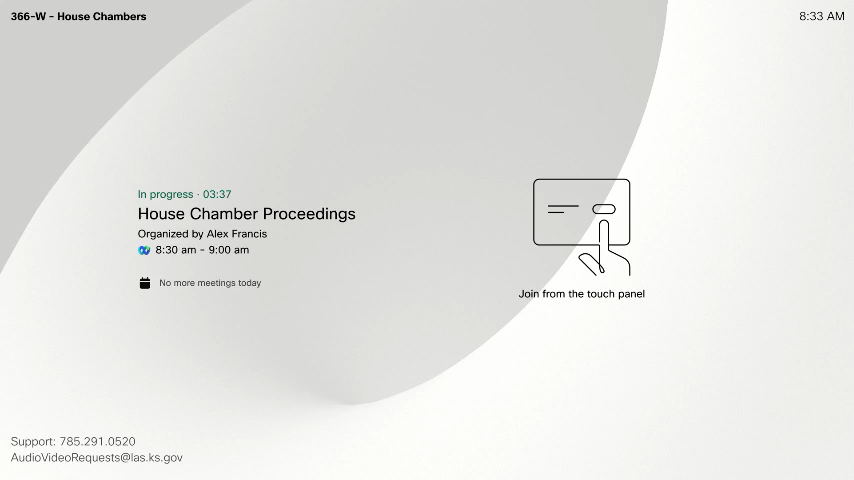 366-W - House Chambers
8:33 AM
In progress · 03:37
House Chamber Proceedings
Organized by Alex Francis
8:30 am - 9:00 am
No more meetings today
Join from the touch panel
Support: 785.291.0520
AudioVideoRequests@las.ks.gov